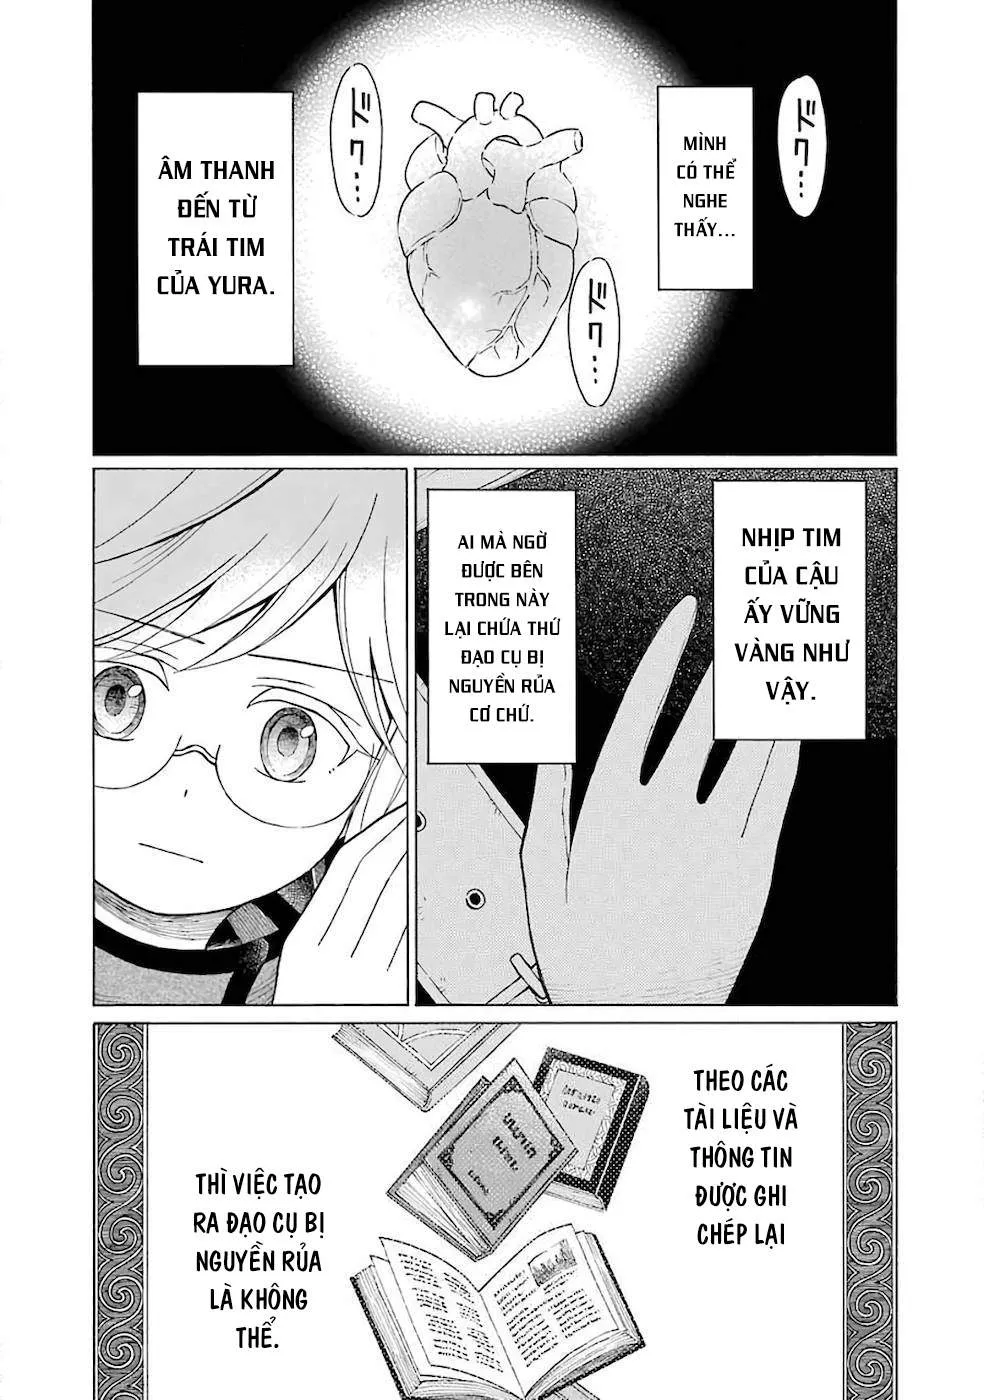 ドクン…
MÌNH
CÓ THỂ
NGHE
THẤY...
ドクン…
ÂM THANH
ĐẾN TỪ
TRÁI TIM
CỦA YURA.
ドクン…
NHỊP TIM
CỦA CẬU
ẤY VỮNG
VÀNG NHƯ
VẬY.
AI MÀ NGỜ
ĐƯỢC BÊN
TRONG NÀY
LẠI CHỨA THỨ
ĐẠO CỤ BỊ
NGUYỀN RỦA
CƠ CHỨ.
THEO CÁC
TÀI LIỆU VÀ
THÔNG TIN
ĐƯỢC GHI
CHÉP LẠI
THÌ VIỆC TẠO
RA ĐẠO CỤ BỊ
NGUYỀN RỦA
LÀ KHÔNG
THỂ.